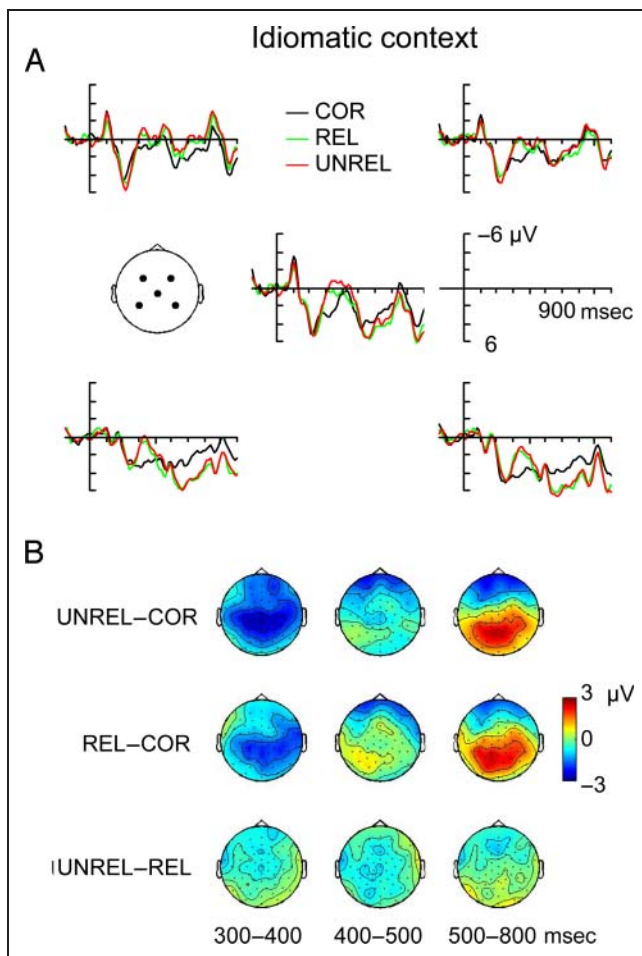 Idiomatic context
A
COR
REL
UNREL
−6 µV
900 msec
6
B
UNREL–COR
3 µV
REL–COR
0
−3
UNREL–REL
300–400 400–500 500–800 msec